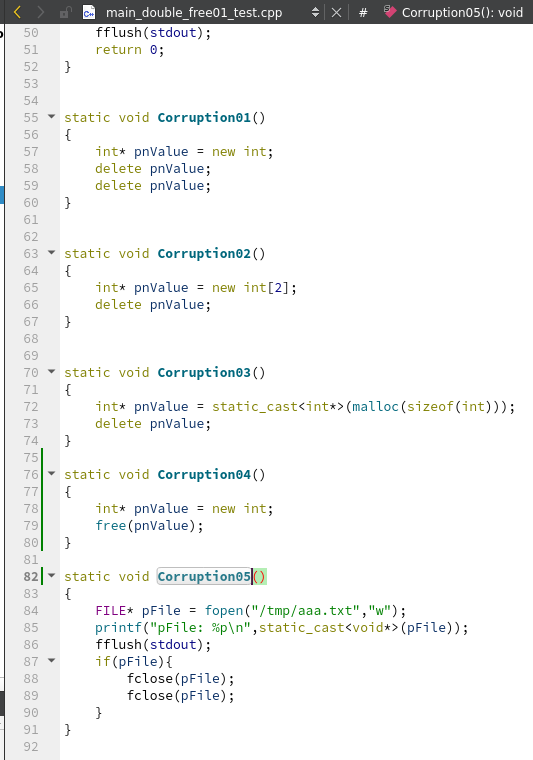 main_double_free01_test.cpp # Corruption05(): void
50 fflush(stdout);
51 return 0;
52 }
53
54
55 static void Corruption01()
56 {
57 int* pnValue = new int;
58 delete pnValue;
59 delete pnValue;
60 }
61
62
63 static void Corruption02()
64 {
65 int* pnValue = new int[2];
66 delete pnValue;
67 }
68
69
70 static void Corruption03()
71 {
72 int* pnValue = static_cast<int*>(malloc(sizeof(int)));
73 delete pnValue;
74 }
75
76 static void Corruption04()
77 {
78 int* pnValue = new int;
79 free(pnValue);
80 }
81
82 static void Corruption05()
83 {
84 FILE* pFile = fopen("/tmp/aaa.txt","w");
85 printf("pFile: %p\n",static_cast<void*>(pFile));
86 fflush(stdout);
87 if(pFile){
88 fclose(pFile);
89 fclose(pFile);
90 }
91 }
92